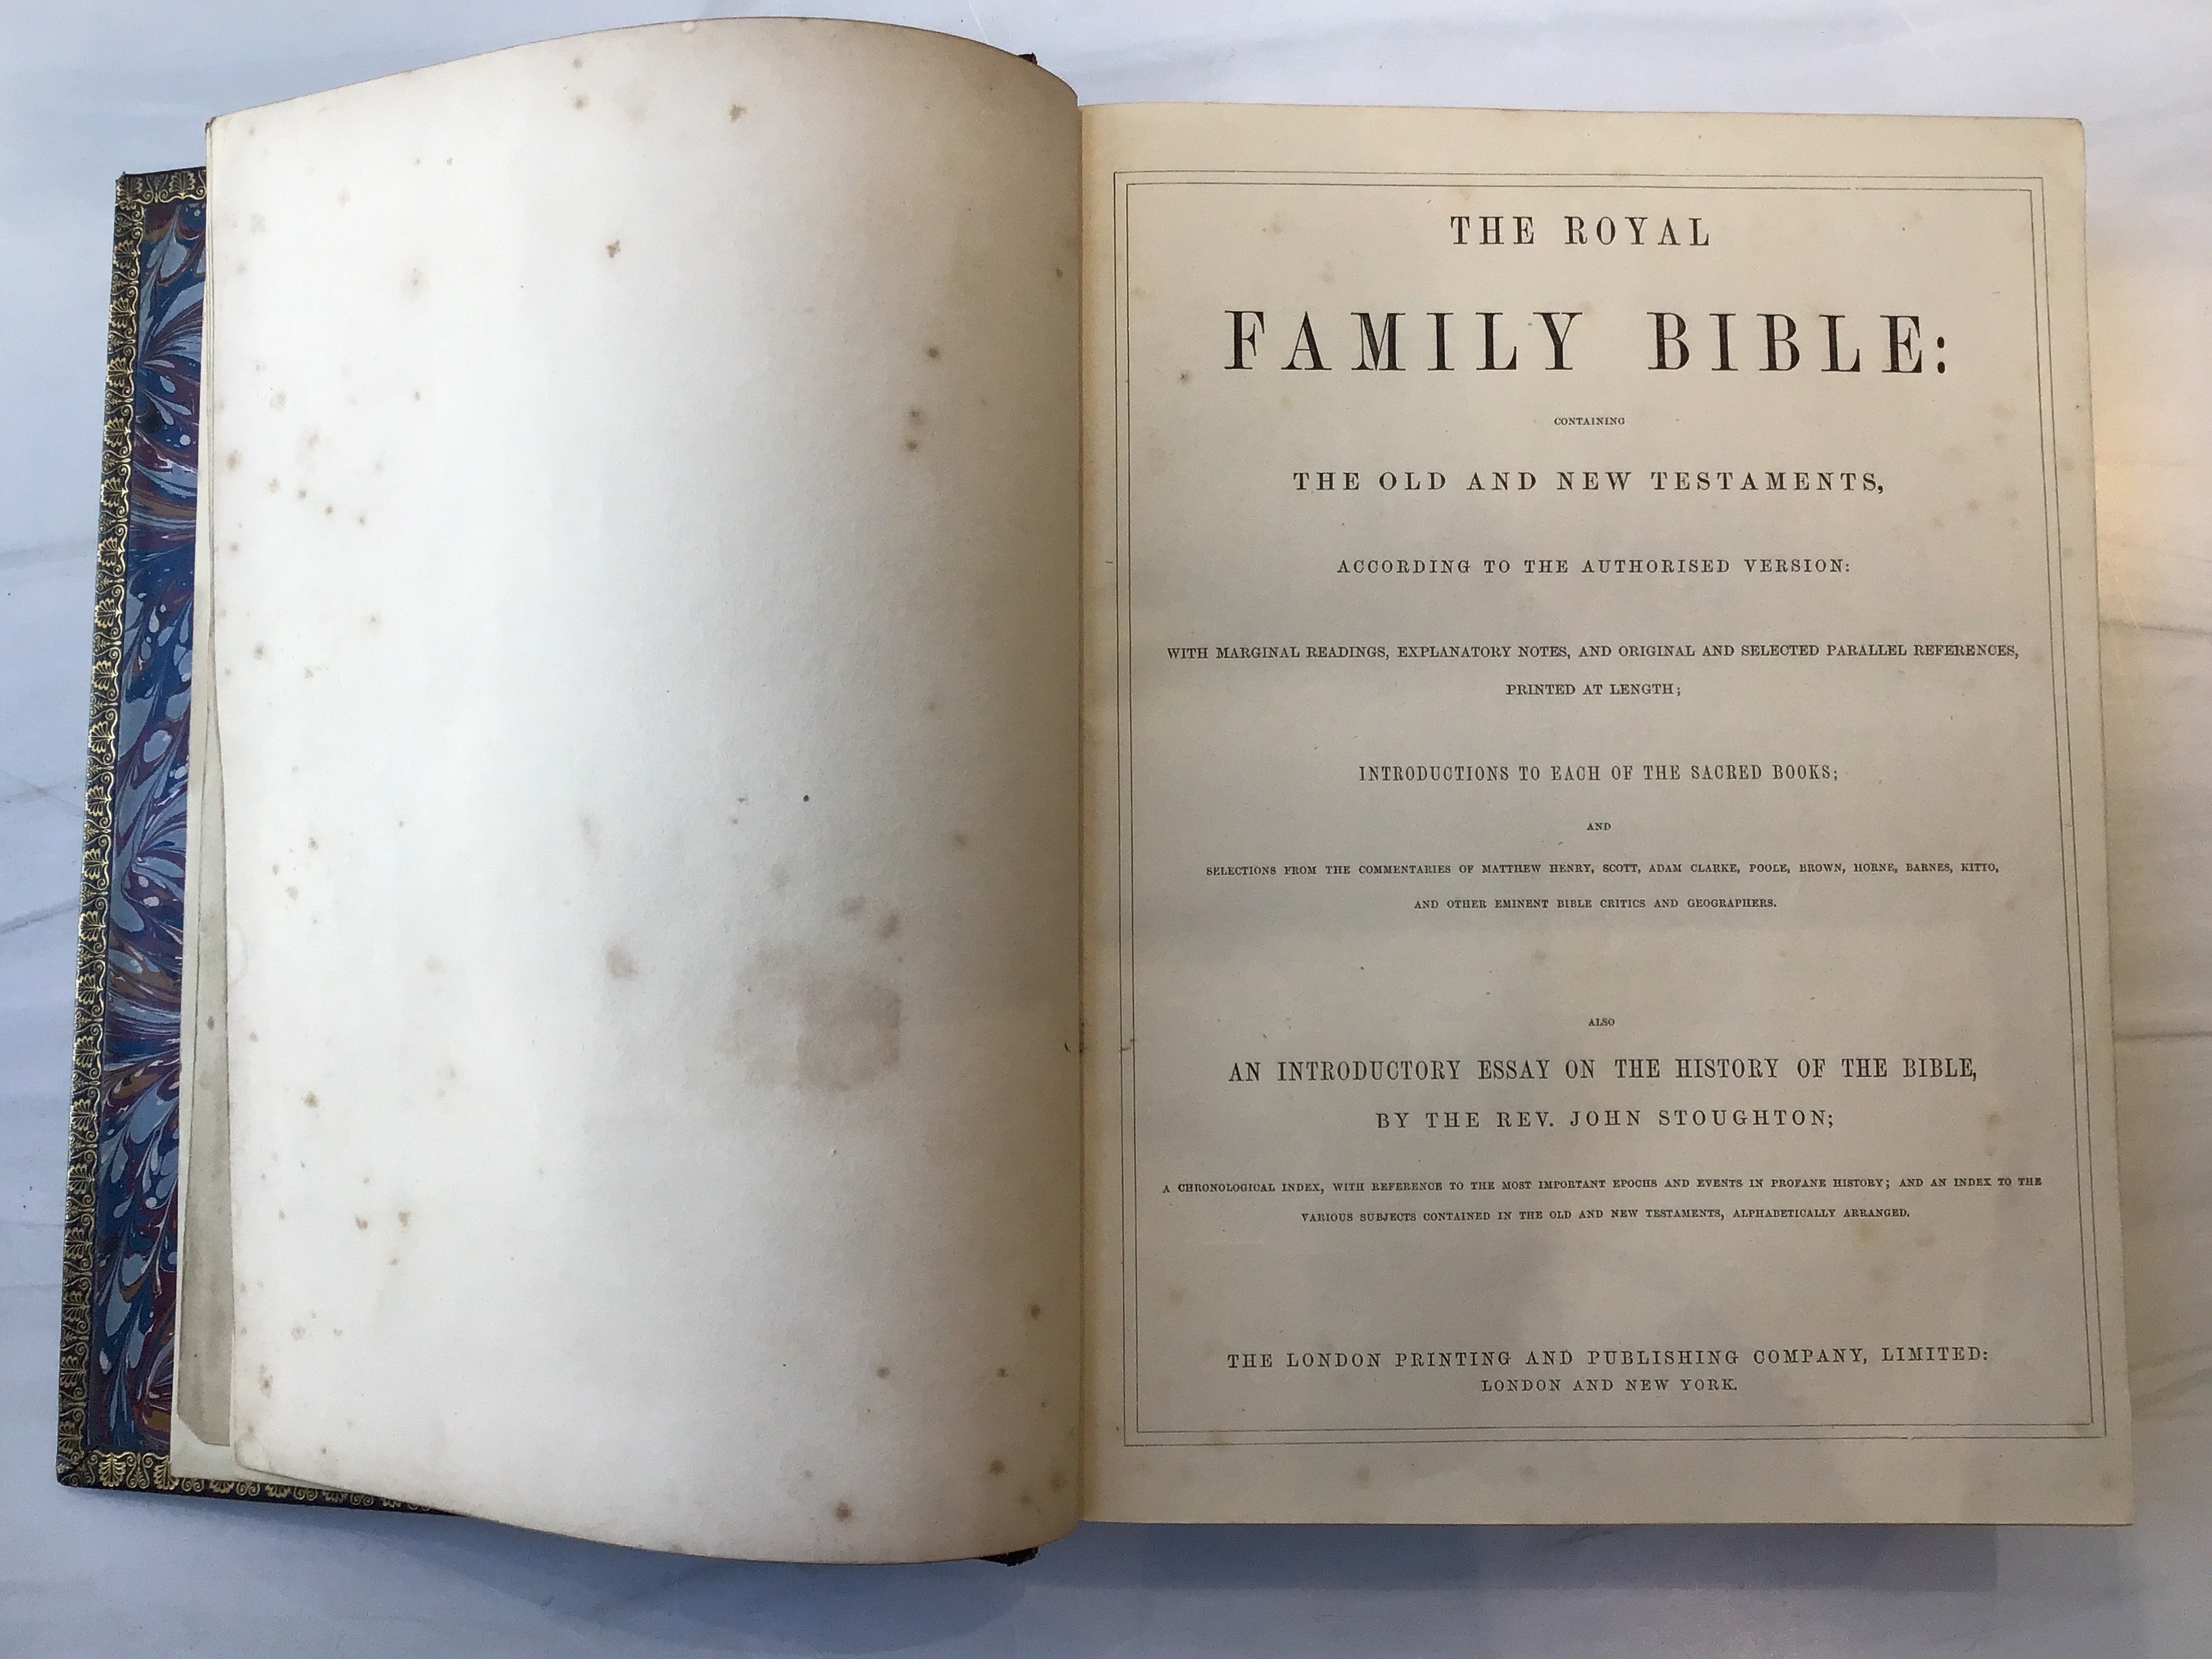 THE ROYAL
FAMILY BIBLE:
CONTAINING
THE OLD AND NEW TESTAMENTS,
ACCORDING TO THE AUTHORISED VERSION:
WITH MARGINAL READINGS, EXPLANATORY NOTES, AND ORIGINAL AND SELECTED PARALLEL REFERENCES,
PRINTED AT LENGTH;
INTRODUCTIONS TO EACH OF THE SACRED BOOKS;
AND
SELECTIONS FROM THE COMMENTARIES OF MATTHEW HENRY, SCOTT, ADAM CLARKE, POOLE, BROWN, HORNE, BARNES, KITTO,
AND OTHER EMINENT BIBLE CRITICS AND GEOGRAPHERS.
ALSO
AN INTRODUCTORY ESSAY ON THE HISTORY OF THE BIBLE,
BY THE REV. JOHN STOUGHTON;
A CHRONOLOGICAL INDEX, WITH REFERENCE TO THE MOST IMPORTANT EPOCHS AND EVENTS IN PROFANE HISTORY; AND AN INDEX TO THE
VARIOUS SUBJECTS CONTAINED IN THE OLD AND NEW TESTAMENTS, ALPHABETICALLY ARRANGED.
THE LONDON PRINTING AND PUBLISHING COMPANY, LIMITED:
LONDON AND NEW YORK.